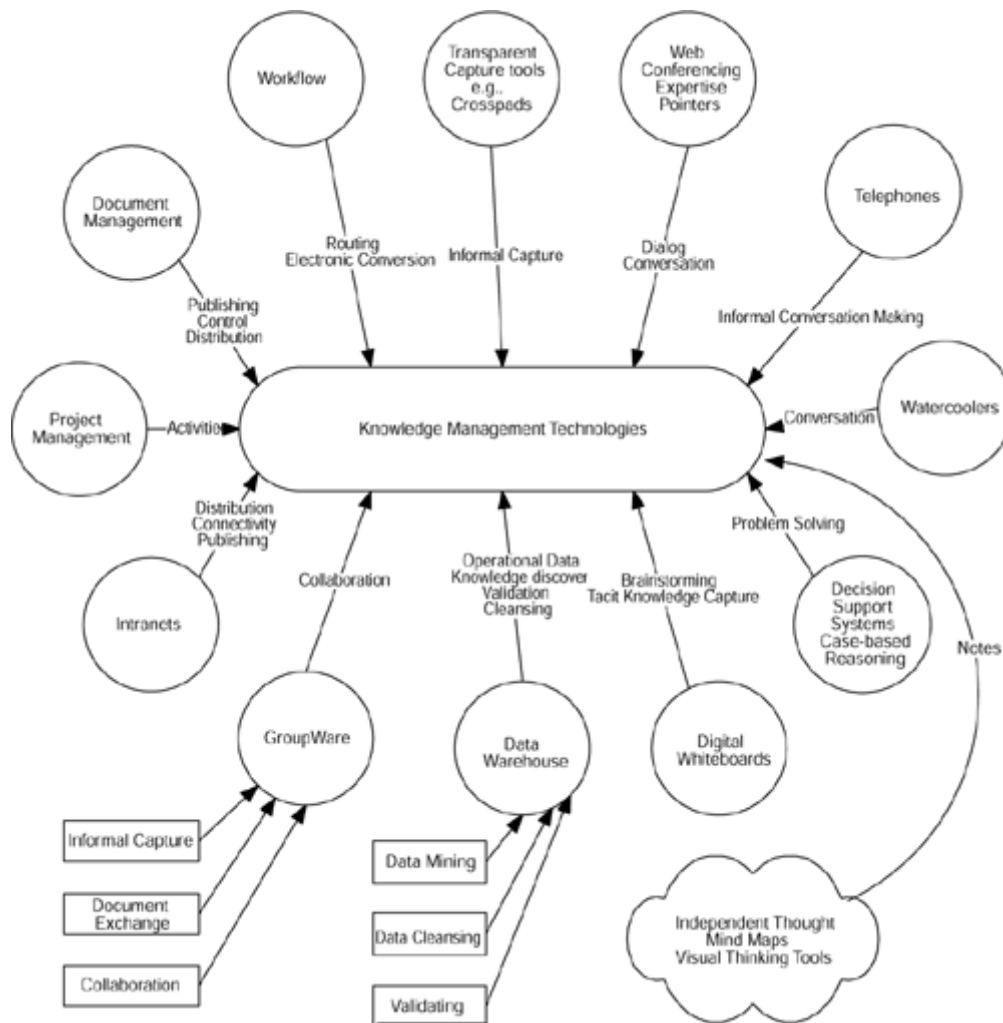 Workflow
Transparent
Capture tools
e.g.,
Crosspads
Web
Conferencing
Expertise
Pointers
Document
Management
Telephones
Routing
Electronic Conversion
Informal Capture
Dialog
Conversation
Publishing
Control
Distribution
Informal Conversation Making
Project
Management
Activitie
Knowledge Management Technologies
Conversation
Watercoolers
Distribution
Connectivity
Publishing
Problem Solving
Intranets
Collaboration
Operational Data
Knowledge discover
Validation
Cleansing
Brainstorming
Tacit Knowledge Capture
Decision
Support
Systems
Case-based
Reasoning
Notes
GroupWare
Data
Warehouse
Digital
Whiteboards
Informal Capture
Document
Exchange
Collaboration
Data Mining
Data Cleansing
Validating
Independent Thought
Mind Maps
Visual Thinking Tools